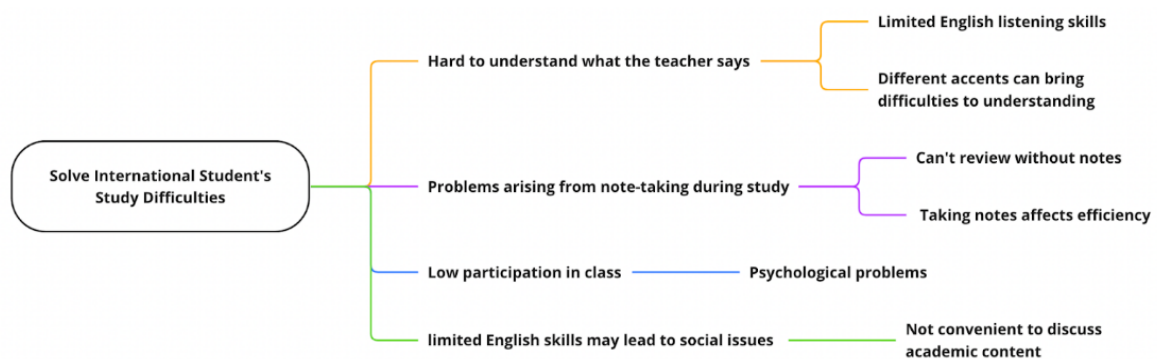 Solve International Student's
Study Difficulties
Hard to understand what the teacher says
Limited English listening skills
Different accents can bring
difficulties to understanding
Problems arising from note-taking during study
Can't review without notes
Taking notes affects efficiency
Low participation in class
Psychological problems
limited English skills may lead to social issues
Not convenient to discuss
academic content